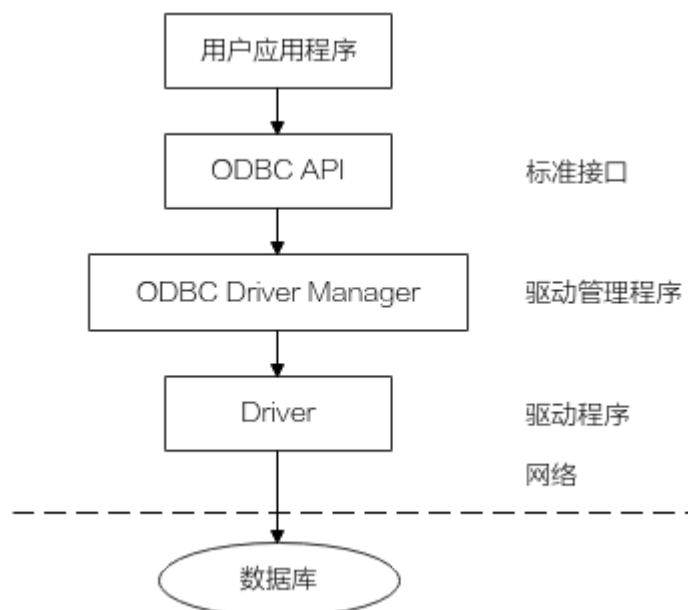 用户应用程序
ODBC API
标准接口
ODBC Driver Manager
驱动管理程序
Driver
驱动程序
网络
数据库